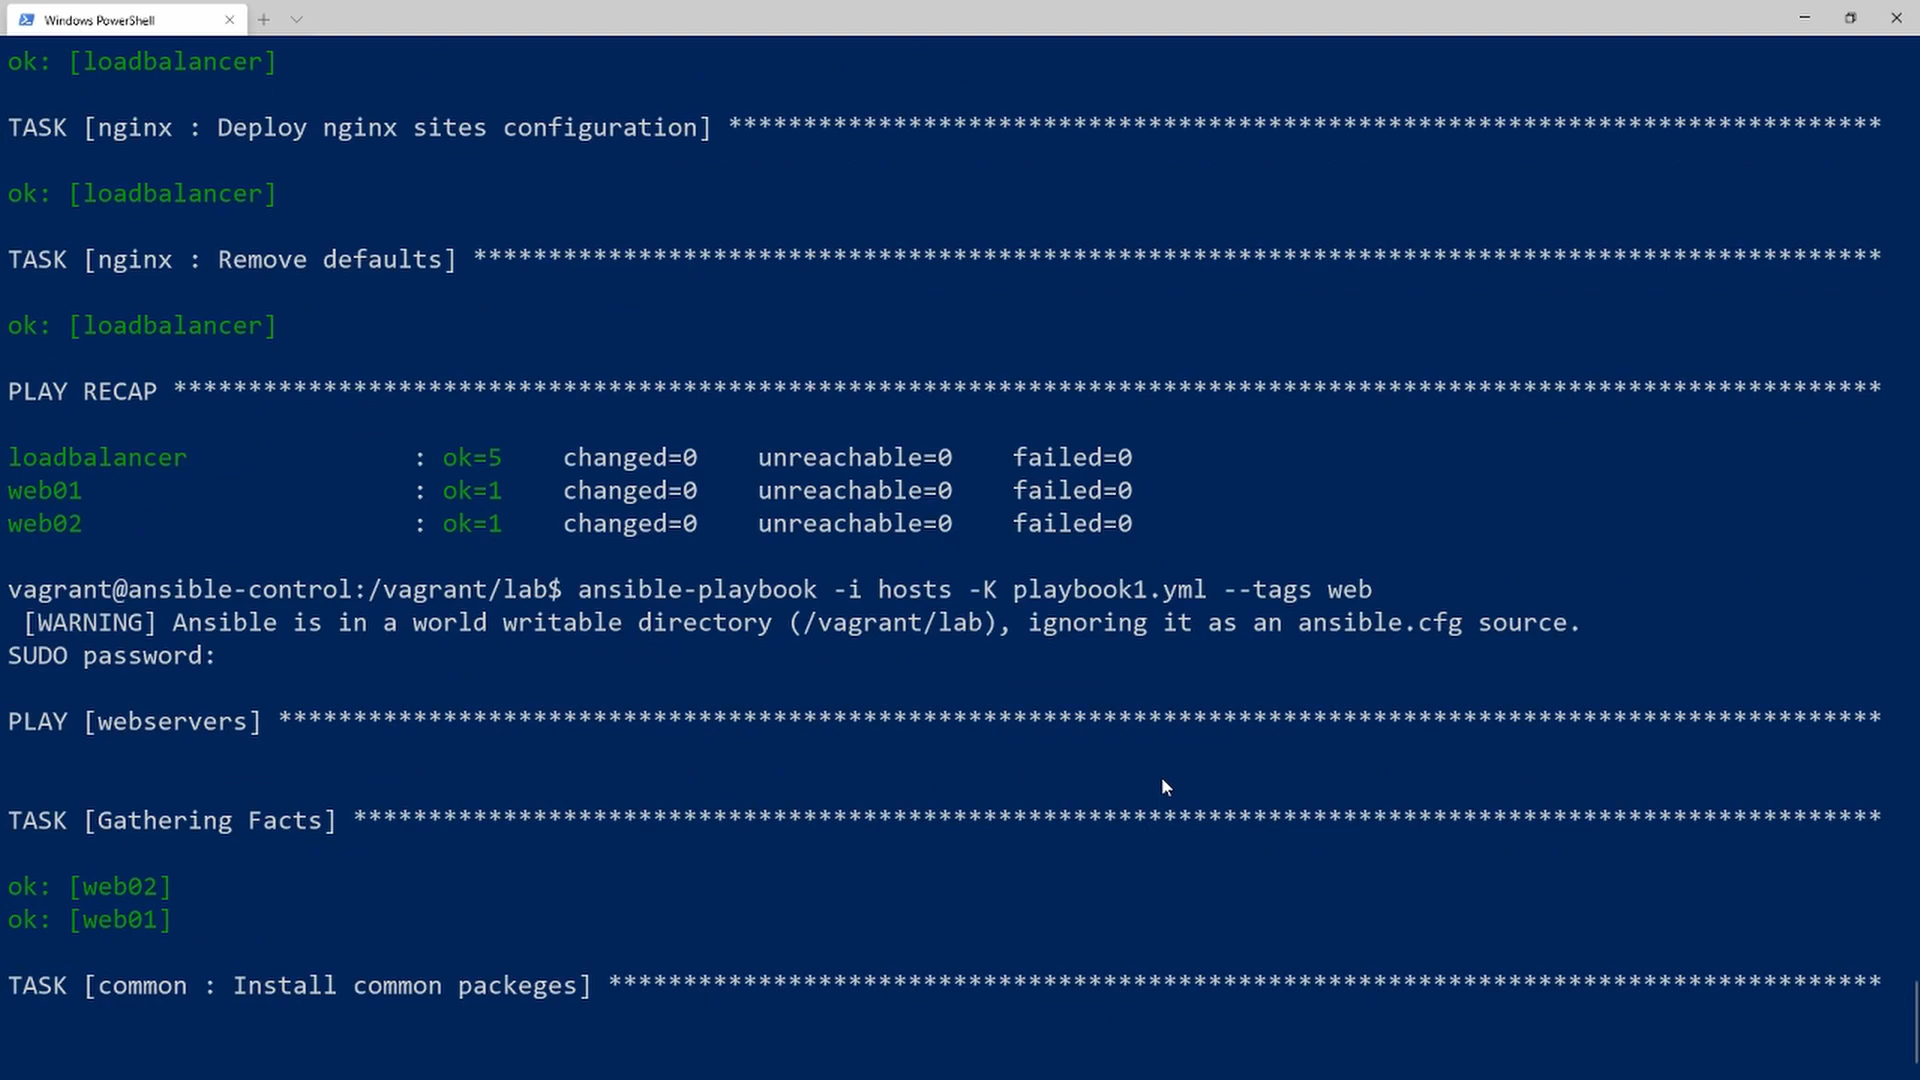 Windows PowerShell
ok: [loadbalancer]
TASK [nginx : Deploy nginx sites configuration] *****************************************************************************
ok: [loadbalancer]
TASK [nginx : Remove defaults] **********************************************************************************************
ok: [loadbalancer]
PLAY RECAP ******************************************************************************************************************
loadbalancer : ok=5 changed=0 unreachable=0 failed=0
web01 : ok=1 changed=0 unreachable=0 failed=0
web02 : ok=1 changed=0 unreachable=0 failed=0
vagrant@ansible-control:/vagrant/lab$ ansible-playbook -i hosts -K playbook1.yml --tags web
[WARNING] Ansible is in a world writable directory (/vagrant/lab), ignoring it as an ansible.cfg source.
SUDO password:
PLAY [webservers] ***********************************************************************************************************
TASK [Gathering Facts] ******************************************************************************************************
ok: [web02]
ok: [web01]
TASK [common : Install common packeges] *************************************************************************************